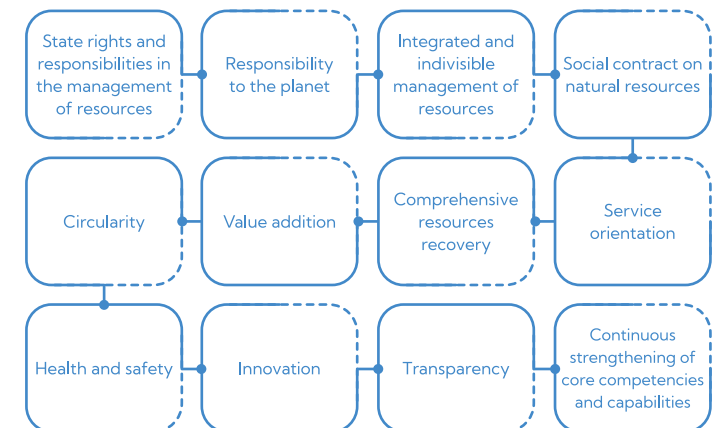 State rights and
responsibilities in
the management
of resources
Responsibility
to the planet
Integrated and
indivisible
management of
resources
Social contract on
natural resources
Circularity
Value addition
Comprehensive
resources
recovery
Service
orientation
Health and safety
Innovation
Transparency
Continuous
strengthening of
core competencies
and capabilities